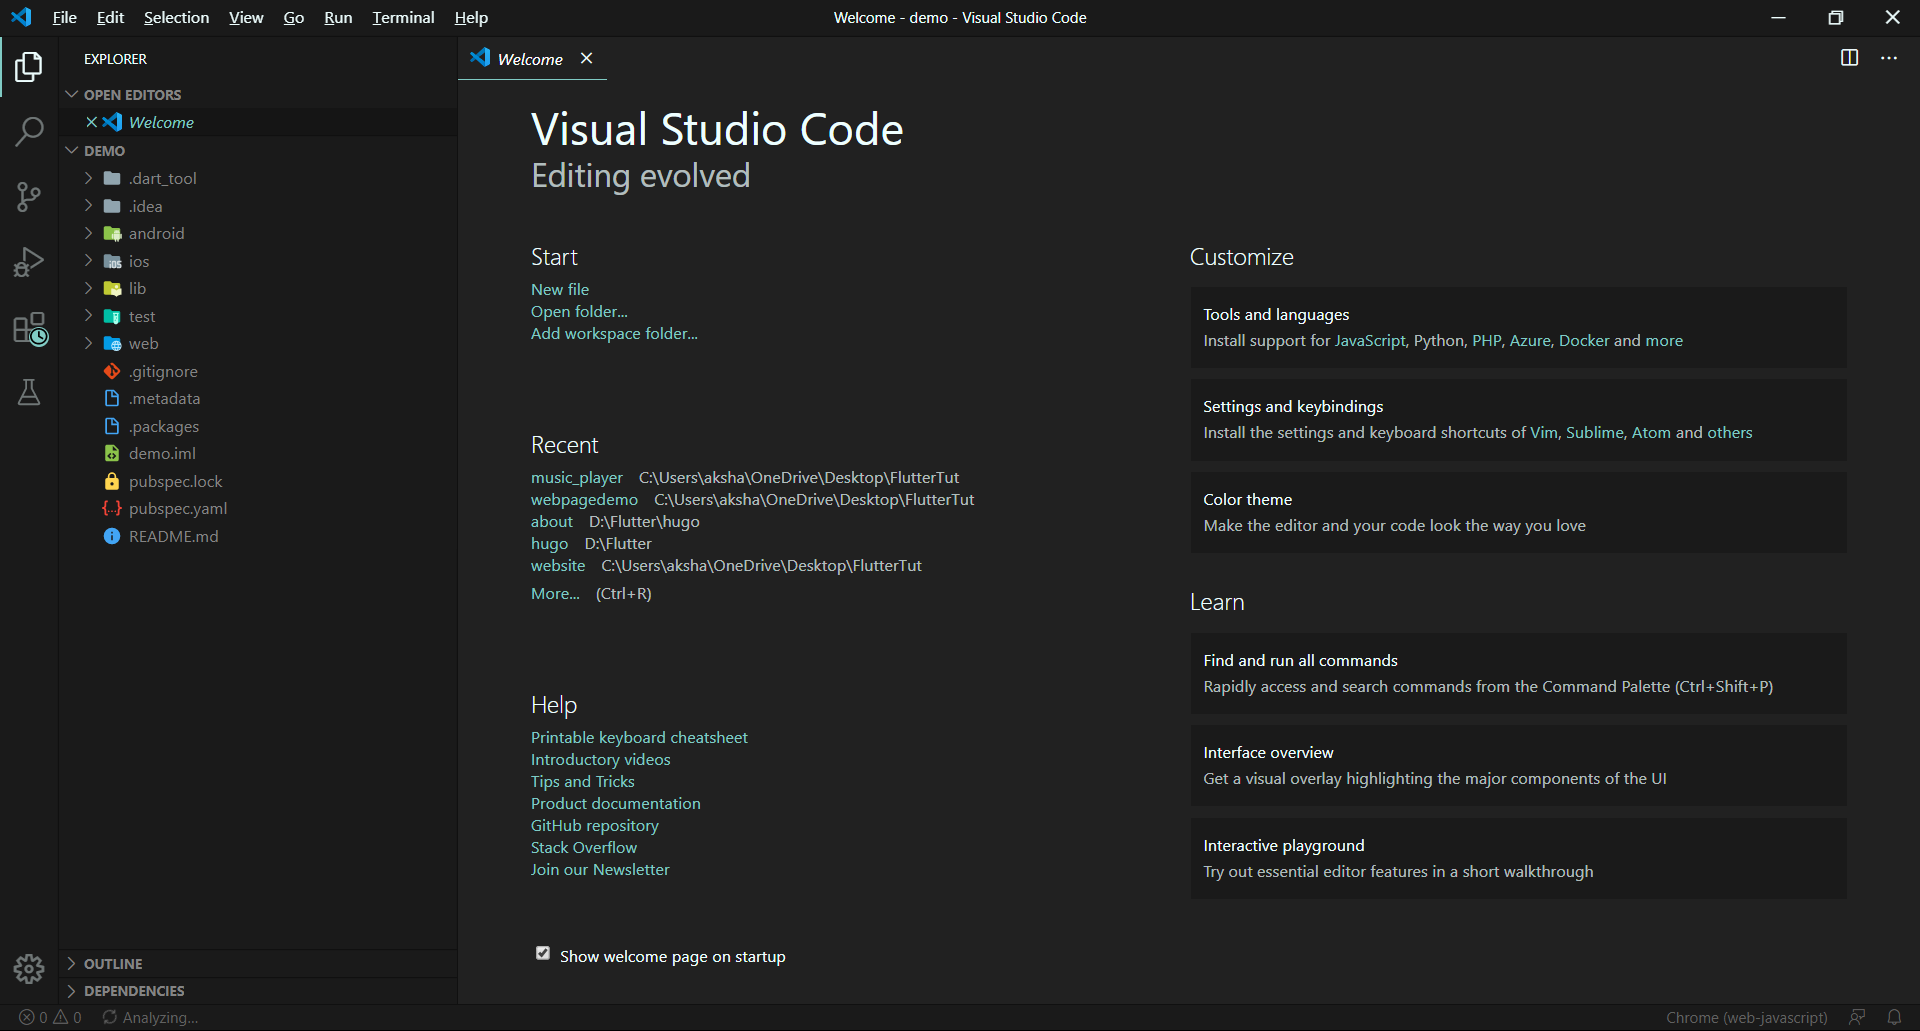 File Edit Selection View Go Run Terminal Help
Welcome - demo - Visual Studio Code
EXPLORER
OPEN EDITORS
Welcome
DEMO
.dart_tool
.idea
android
ios
lib
test
web
.gitignore
.metadata
.packages
demo.iml
pubspec.lock
pubspec.yaml
README.md
OUTLINE
DEPENDENCIES
Welcome
Visual Studio Code
Editing evolved
Start
New file
Open folder...
Add workspace folder...
Recent
music_player C:\Users\aksha\OneDrive\Desktop\FlutterTut
webpagedemo C:\Users\aksha\OneDrive\Desktop\FlutterTut
about D:\Flutter\hugo
hugo D:\Flutter
website C:\Users\aksha\OneDrive\Desktop\FlutterTut
More... (Ctrl+R)
Help
Printable keyboard cheatsheet
Introductory videos
Tips and Tricks
Product documentation
GitHub repository
Stack Overflow
Join our Newsletter
Show welcome page on startup
Customize
Tools and languages
Install support for JavaScript, Python, PHP, Azure, Docker and more
Settings and keybindings
Install the settings and keyboard shortcuts of Vim, Sublime, Atom and others
Color theme
Make the editor and your code look the way you love
Learn
Find and run all commands
Rapidly access and search commands from the Command Palette (Ctrl+Shift+P)
Interface overview
Get a visual overlay highlighting the major components of the UI
Interactive playground
Try out essential editor features in a short walkthrough
0 0 Analyzing...
Chrome (web-javascript)